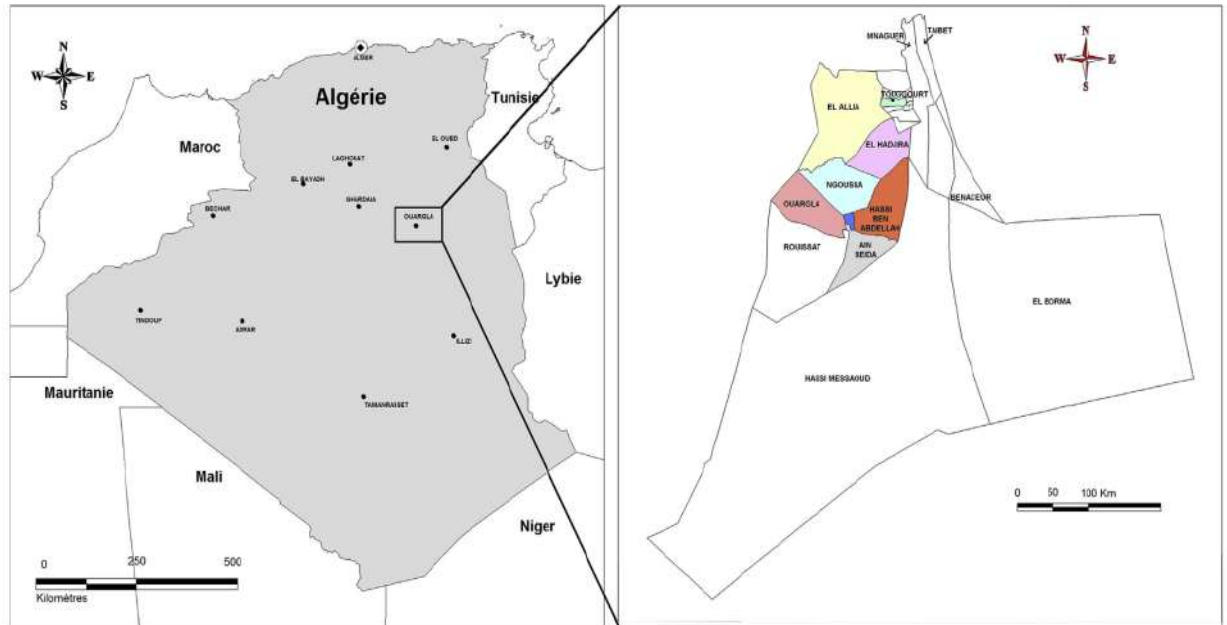 N
W E
S
ALGER
Algérie
Tunisie
Maroc
EL OUED
LAGHOUAT
EL BAYADH
GHARDAIA
BECHAR
OUARGLA
Lybie
TINDOUF
ADRAR
ILLIZI
Mauritanie
TAMANRASSET
Mali
Niger
0 250 500
Kilomètres
MNAGUER
TAIBET
N
W E
S
TOUGGOURT
EL ALLIA
EL HADJIRA
NGOUSSA
BENACEUR
OUARGLA
HASSI
BEN
ABDELLAH
ROUISSAT
AIN
BEIDA
EL BORMA
HASSI MESSAOUD
0 50 100 Km